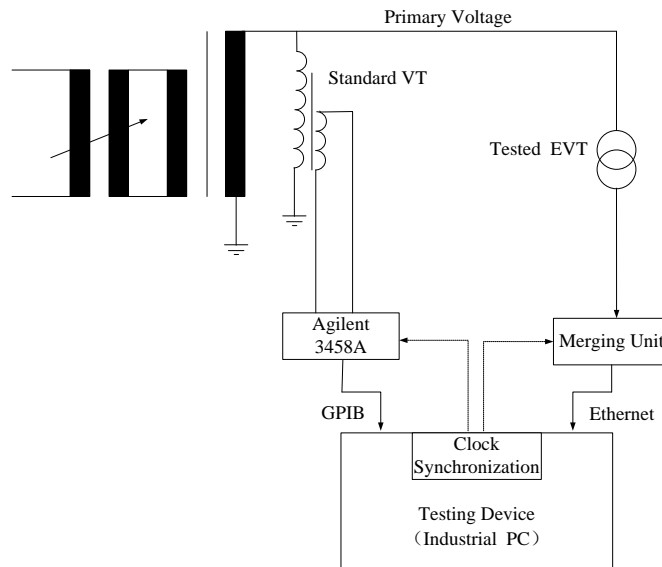 Primary Voltage
Standard VT
Tested EVT
Agilent
3458A
Merging Unit
GPIB
Ethernet
Clock
Synchronization
Testing Device
（Industrial PC）